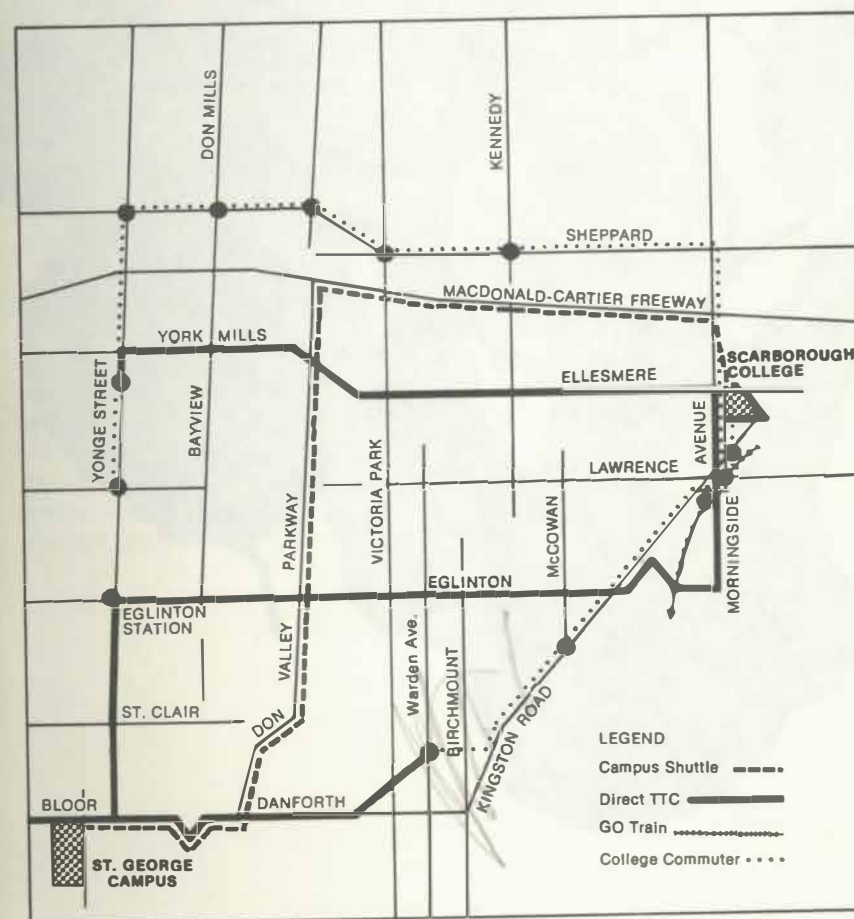 DON MILLS
KENNEDY
SHEPPARD
MACDONALD-CARTIER FREEWAY
YORK MILLS
SCARBOROUGH
COLLEGE
ELLESMERE
YONGE STREET
BAYVIEW
AVENUE
LAWRENCE
PARKWAY
VICTORIA PARK
McCOWAN
MORNINGSIDE
EGLINTON
EGLINTON
STATION
VALLEY
Warden Ave.
BIRCHMOUNT
ST. CLAIR
DON
KINGSTON ROAD
BLOOR
DANFORTH
ST. GEORGE
CAMPUS
LEGEND
Campus Shuttle
Direct TTC
GO Train
College Commuter